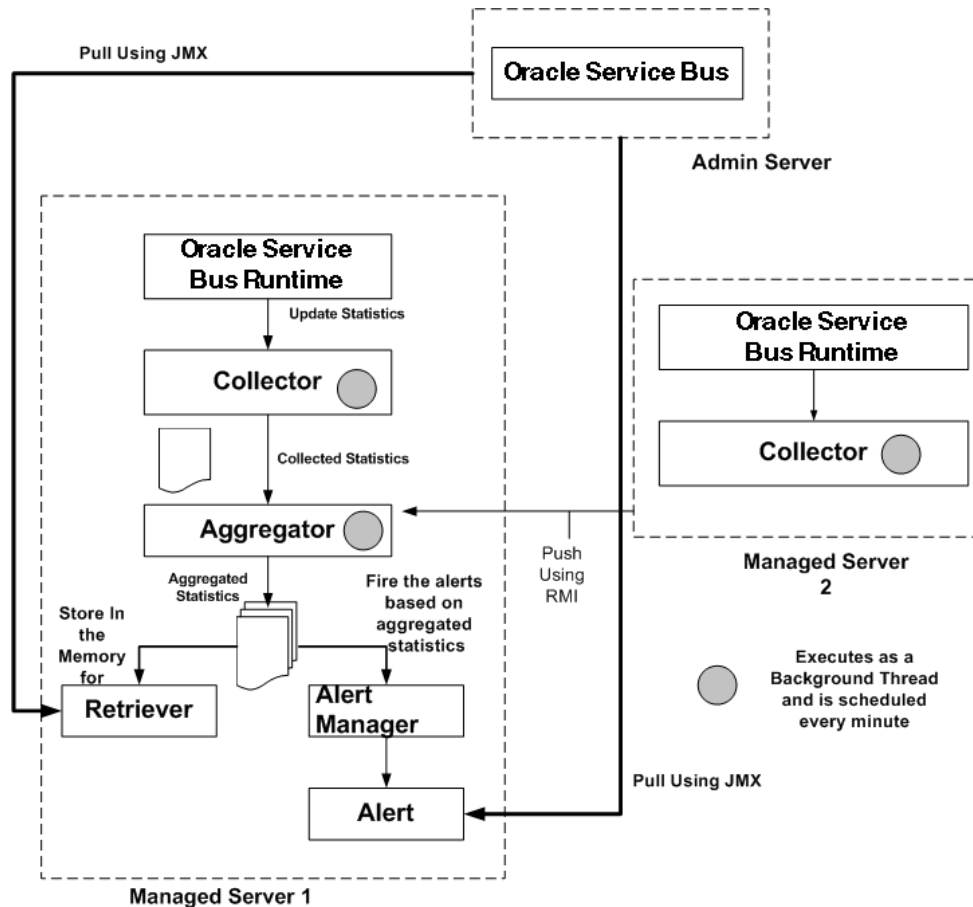 Pull Using JMX
Oracle Service Bus
Admin Server
Oracle Service
Bus Runtime
Update Statistics
Collector
Collected Statistics
Aggregator
Aggregated
Statistics
Fire the alerts
based on
aggregated
statistics
Store In
the
Memory
for
Retriever
Alert
Manager
Alert
Managed Server 1
Oracle Service
Bus Runtime
Collector
Push
Using
RMI
Managed Server
2
Executes as a
Background Thread
and is scheduled
every minute
Pull Using JMX